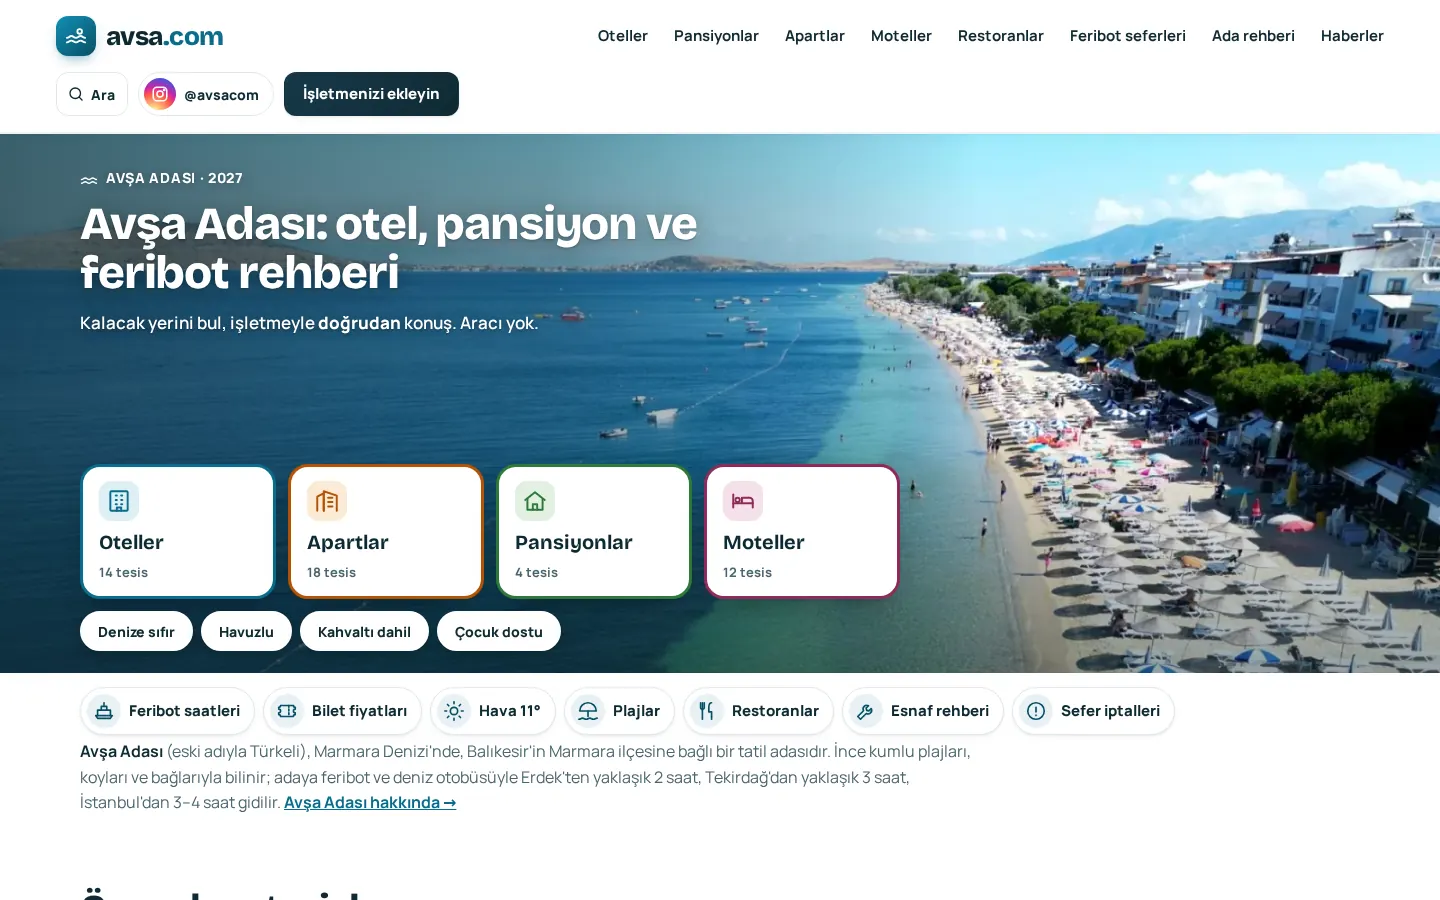 avsa.com
Oteller
Pansiyonlar
Apartlar
Moteller
Restoranlar
Feribot seferleri
Ada rehberi
Haberler
Ara
@avsacom
İşletmenizi ekleyin
AVŞA ADASI · 2027
Avşa Adası: otel, pansiyon ve
feribot rehberi
Kalacak yerini bul, işletmeyle doğrudan konuş. Aracı yok.
Oteller
14 tesis
Apartlar
18 tesis
Pansiyonlar
4 tesis
Moteller
12 tesis
Denize sıfır
Havuzlu
Kahvaltı dahil
Çocuk dostu
Feribot saatleri
Bilet fiyatları
Hava 11°
Plajlar
Restoranlar
Esnaf rehberi
Sefer iptalleri
Avşa Adası (eski adıyla Türkeli), Marmara Denizi'nde, Balıkesir'in Marmara ilçesine bağlı bir tatil adasıdır. İnce kumlu plajları,
koyları ve bağlarıyla bilinir; adaya feribot ve deniz otobüsüyle Erdek'ten yaklaşık 2 saat, Tekirdağ'dan yaklaşık 3 saat,
İstanbul'dan 3–4 saat gidilir. Avşa Adası hakkında →